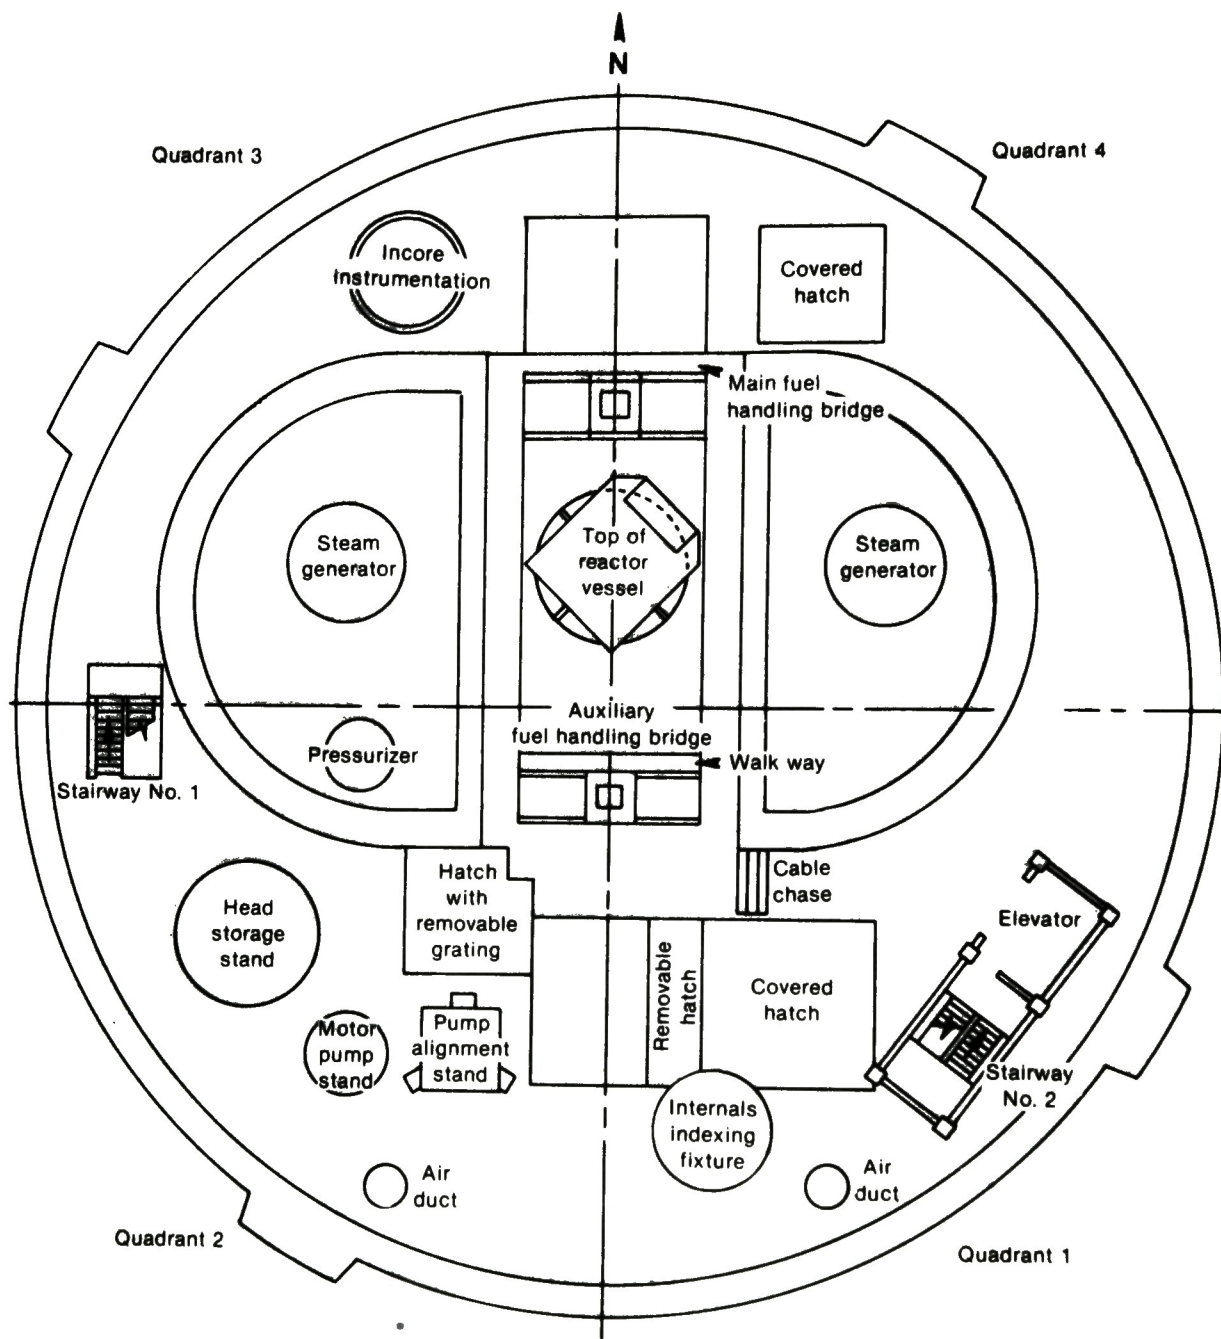 N
Quadrant 3
Quadrant 4
Incore
instrumentation
Covered
hatch
Main fuel
handling bridge
Steam
generator
Top of
reactor
vessel
Steam
generator
Auxiliary
fuel handling bridge
Pressurizer
Walk way
Stairway No. 1
Hatch
with
removable
grating
Cable
chase
Head
storage
stand
Elevator
Removable
hatch
Covered
hatch
Motor
pump
stand
Pump
alignment
stand
Stairway
No. 2
Internals
indexing
fixture
Air
duct
Air
duct
Quadrant 2
Quadrant 1